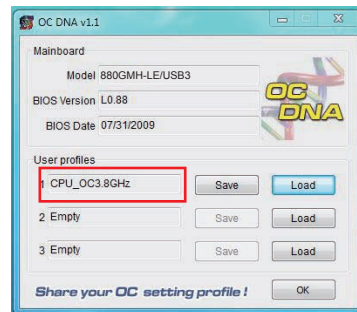 OC DNA v1.1
Mainboard
Model 880GMH-LE/USB3
BIOS Version L0.88
BIOS Date 07/31/2009
OC
DNA
User profiles
1 CPU_OC3.8GHz Save Load
2 Empty Save Load
3 Empty Save Load
Share your OC setting profile! OK